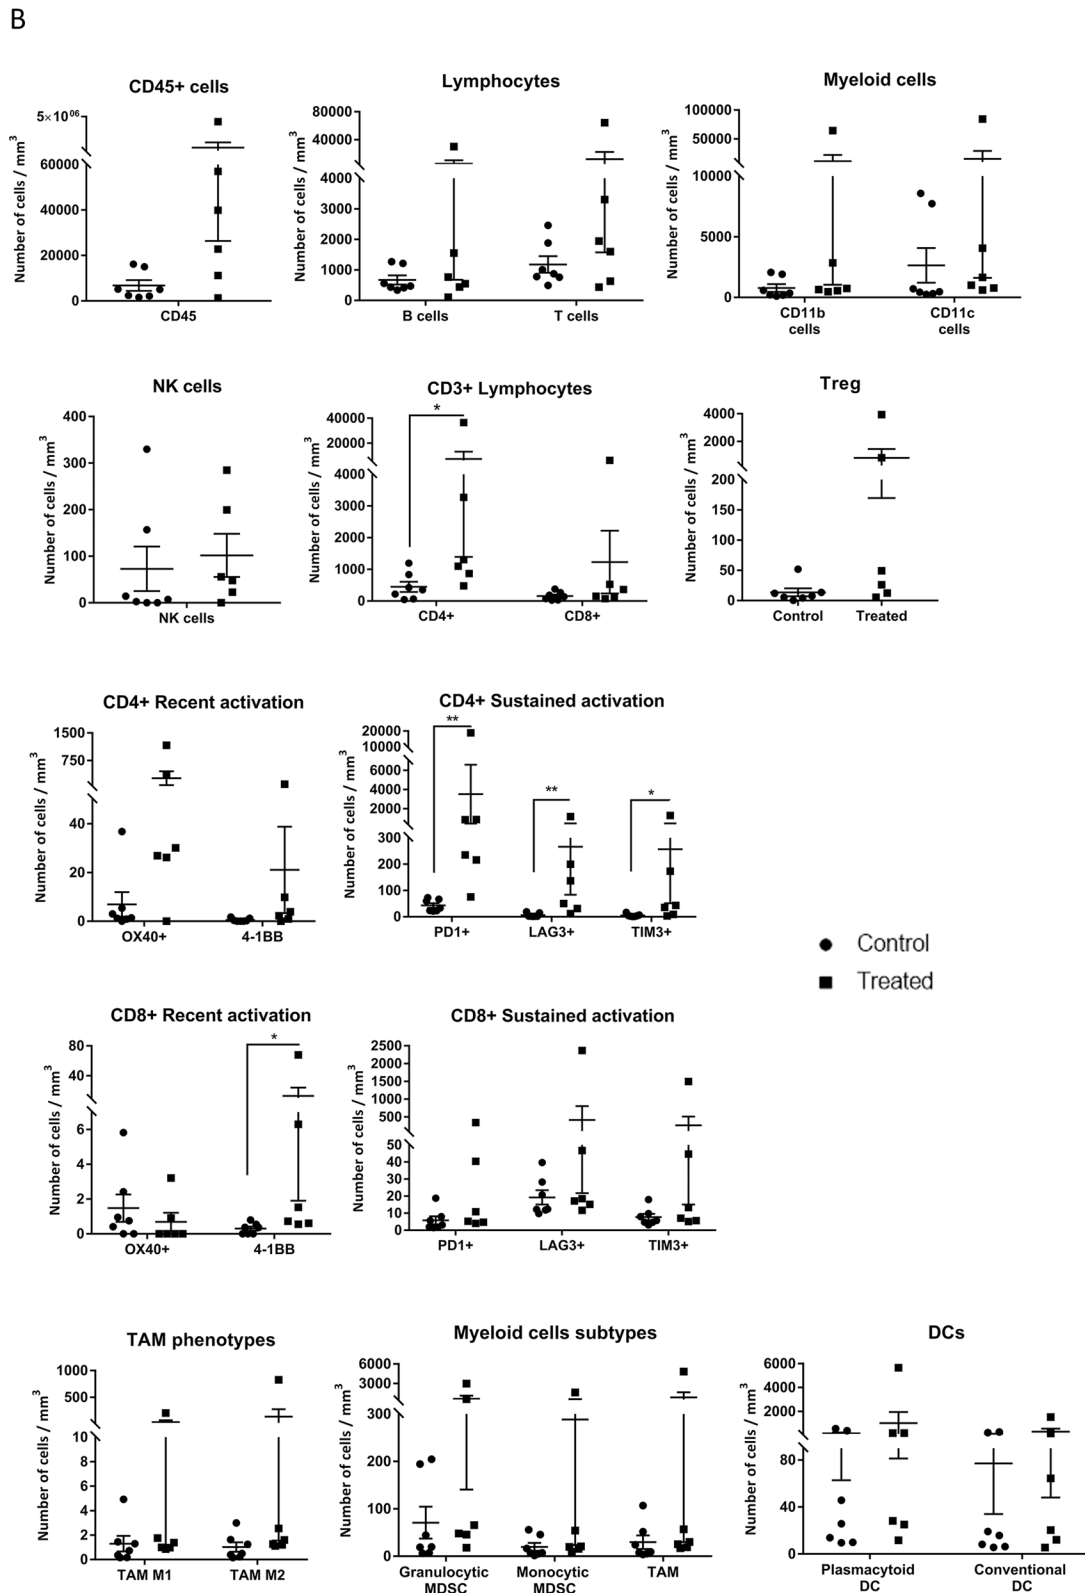 B
CD45+ cells
Number of cells / mm³
5×10⁰⁶
60000
40000
20000
0
CD45
Lymphocytes
Number of cells / mm³
80000
40000
4000
3000
2000
1000
0
B cells
T cells
Myeloid cells
Number of cells / mm³
100000
50000
10000
5000
0
CD11b
cells
CD11c
cells
NK cells
Number of cells / mm³
400
300
200
100
0
NK cells
CD3+ Lymphocytes
Number of cells / mm³
40000
20000
4000
3000
2000
1000
0
*
CD4+
CD8+
Treg
Number of cells / mm³
4000
2000
200
150
100
50
0
Control
Treated
CD4+ Recent activation
Number of cells / mm³
1500
750
40
20
0
OX40+
4-1BB
CD4+ Sustained activation
Number of cells / mm³
20000
10000
6000
4000
2000
300
200
100
0
**
**
*
PD1+
LAG3+
TIM3+
Control
Treated
CD8+ Recent activation
Number of cells / mm³
80
40
6
4
2
0
*
OX40+
4-1BB
CD8+ Sustained activation
Number of cells / mm³
2500
2000
1500
1000
500
50
40
30
20
10
0
PD1+
LAG3+
TIM3+
TAM phenotypes
Number of cells / mm³
1000
500
10
8
6
4
2
0
TAM M1
TAM M2
Myeloid cells subtypes
Number of cells / mm³
6000
3000
300
200
100
0
Granulocytic
MDSC
Monocytic
MDSC
TAM
DCs
Number of cells / mm³
6000
4000
2000
80
40
0
Plasmacytoid
DC
Conventional
DC